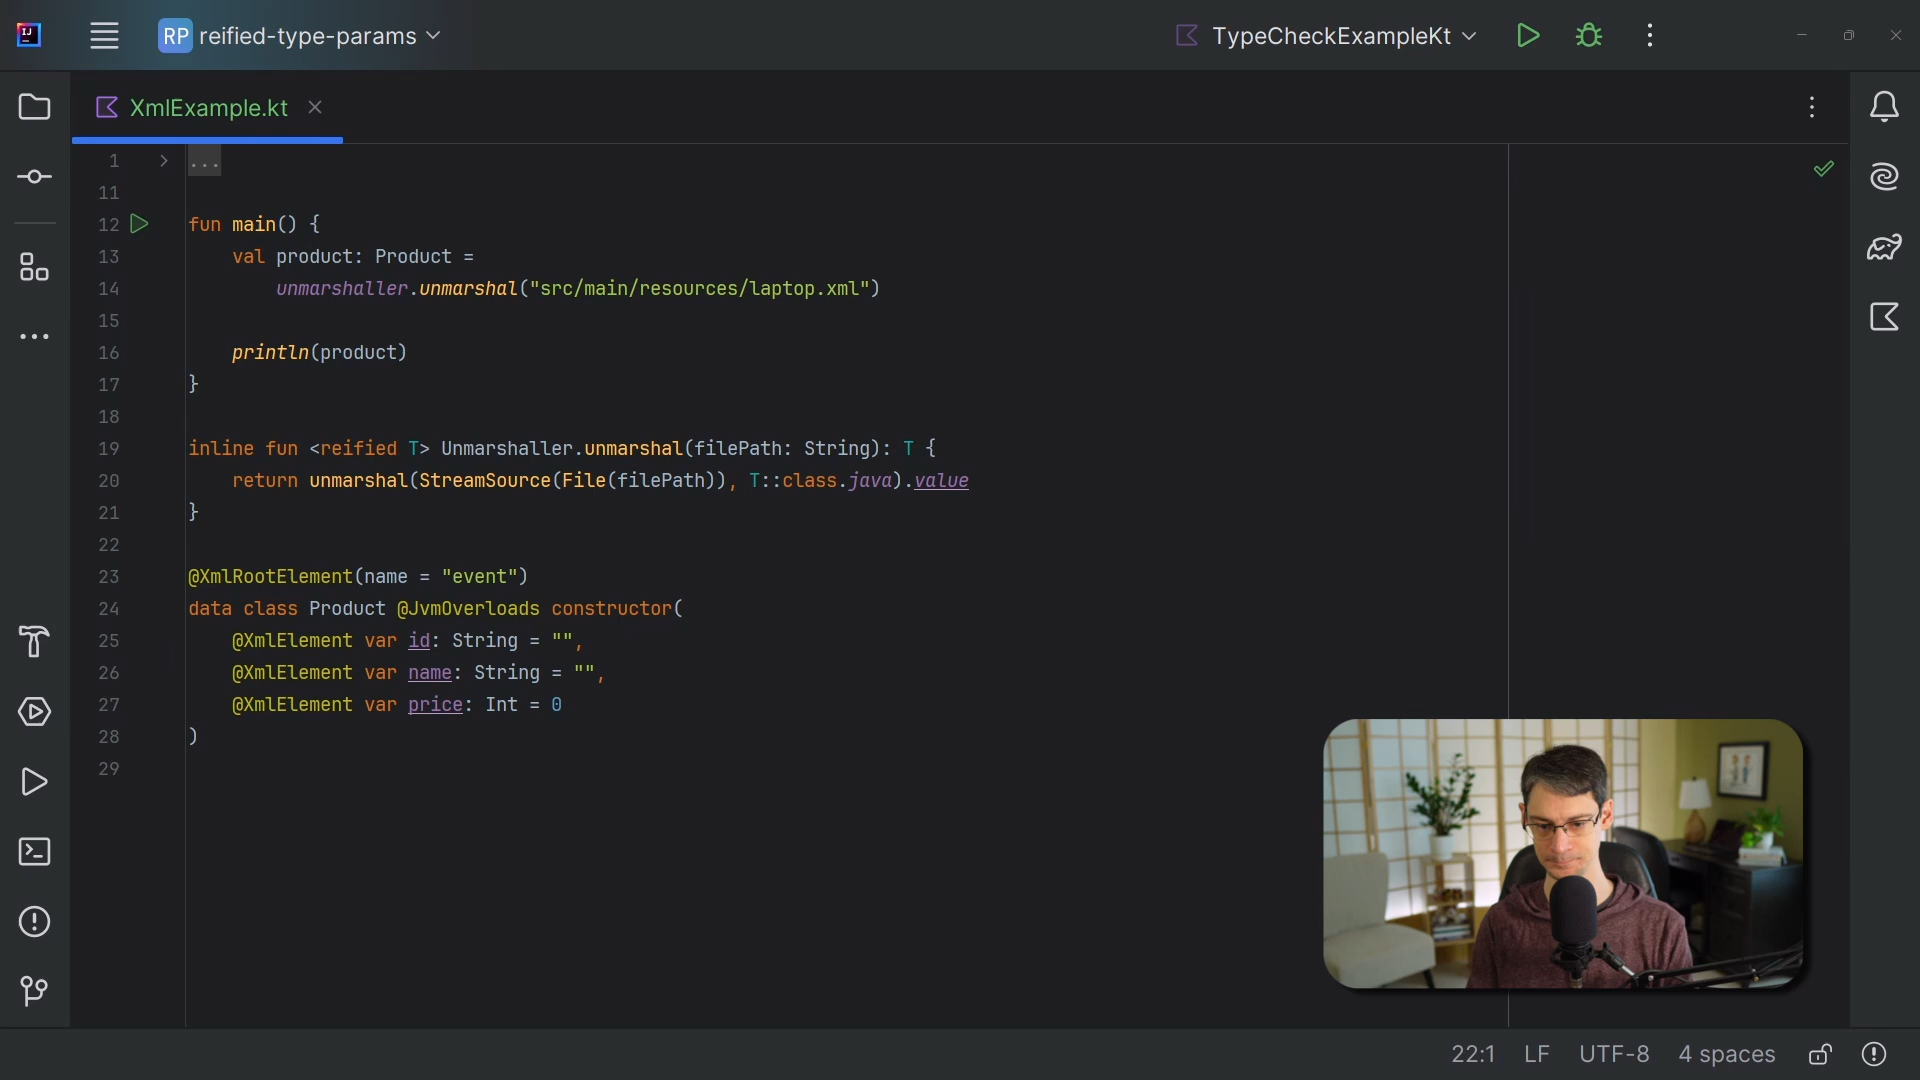 IJ
RP reified-type-params
TypeCheckExampleKt
XmlExample.kt
1 ...
11
12 fun main() {
13     val product: Product =
14         unmarshaller.unmarshal("src/main/resources/laptop.xml")
15
16     println(product)
17 }
18
19 inline fun <reified T> Unmarshaller.unmarshal(filePath: String): T {
20     return unmarshal(StreamSource(File(filePath)), T::class.java).value
21 }
22
23 @XmlRootElement(name = "event")
24 data class Product @JvmOverloads constructor(
25     @XmlElement var id: String = "",
26     @XmlElement var name: String = "",
27     @XmlElement var price: Int = 0
28 )
29
22:1 LF UTF-8 4 spaces